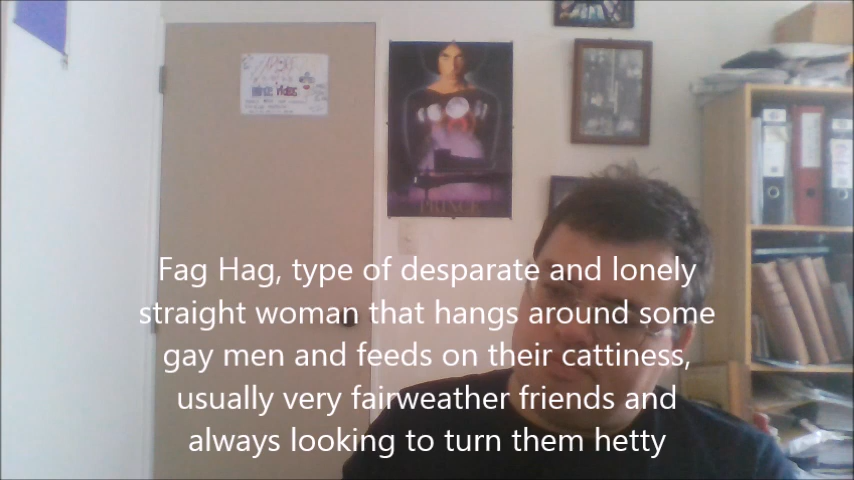 PRINCE
Fag Hag, type of desparate and lonely
straight woman that hangs around some
gay men and feeds on their cattiness,
usually very fairweather friends and
always looking to turn them hetty